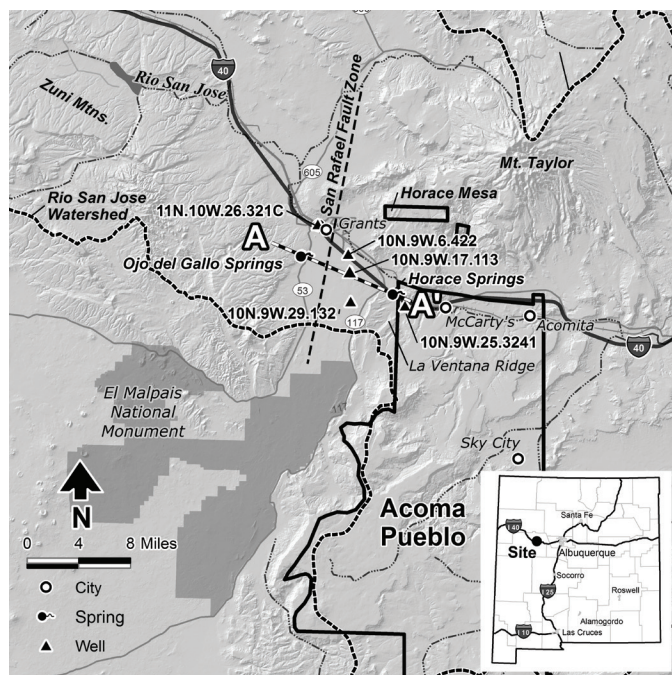 40
Rio San Jose
Zuni Mtns.
San Rafael Fault Zone
Mt. Taylor
605
Horace Mesa
Rio San Jose
Watershed
11N.10W.26.321C
Grants
A
10N.9W.6.422
10N.9W.17.113
Ojo del Gallo Springs
Horace Springs
A'
53
10N.9W.29.132
McCarty's
Acomita
117
10N.9W.25.3241
40
La Ventana Ridge
El Malpais
National
Monument
Sky City
N
Acoma
Pueblo
0 4 8 Miles
City
Spring
Well
Santa Fe
I 40
Site
Albuquerque
Socorro
I 25
Roswell
Alamogordo
I 10
Las Cruces